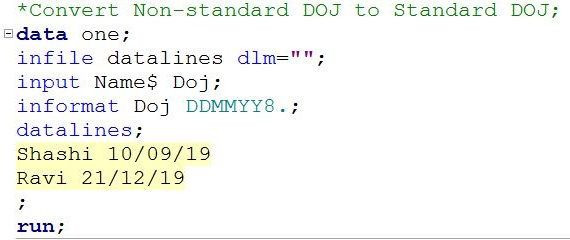 *Convert Non-standard DOJ to Standard DOJ;
data one;
infile datalines dlm="";
input Name$ Doj;
informat Doj DDMMYY8.;
datalines;
Shashi 10/09/19
Ravi 21/12/19
;
run;